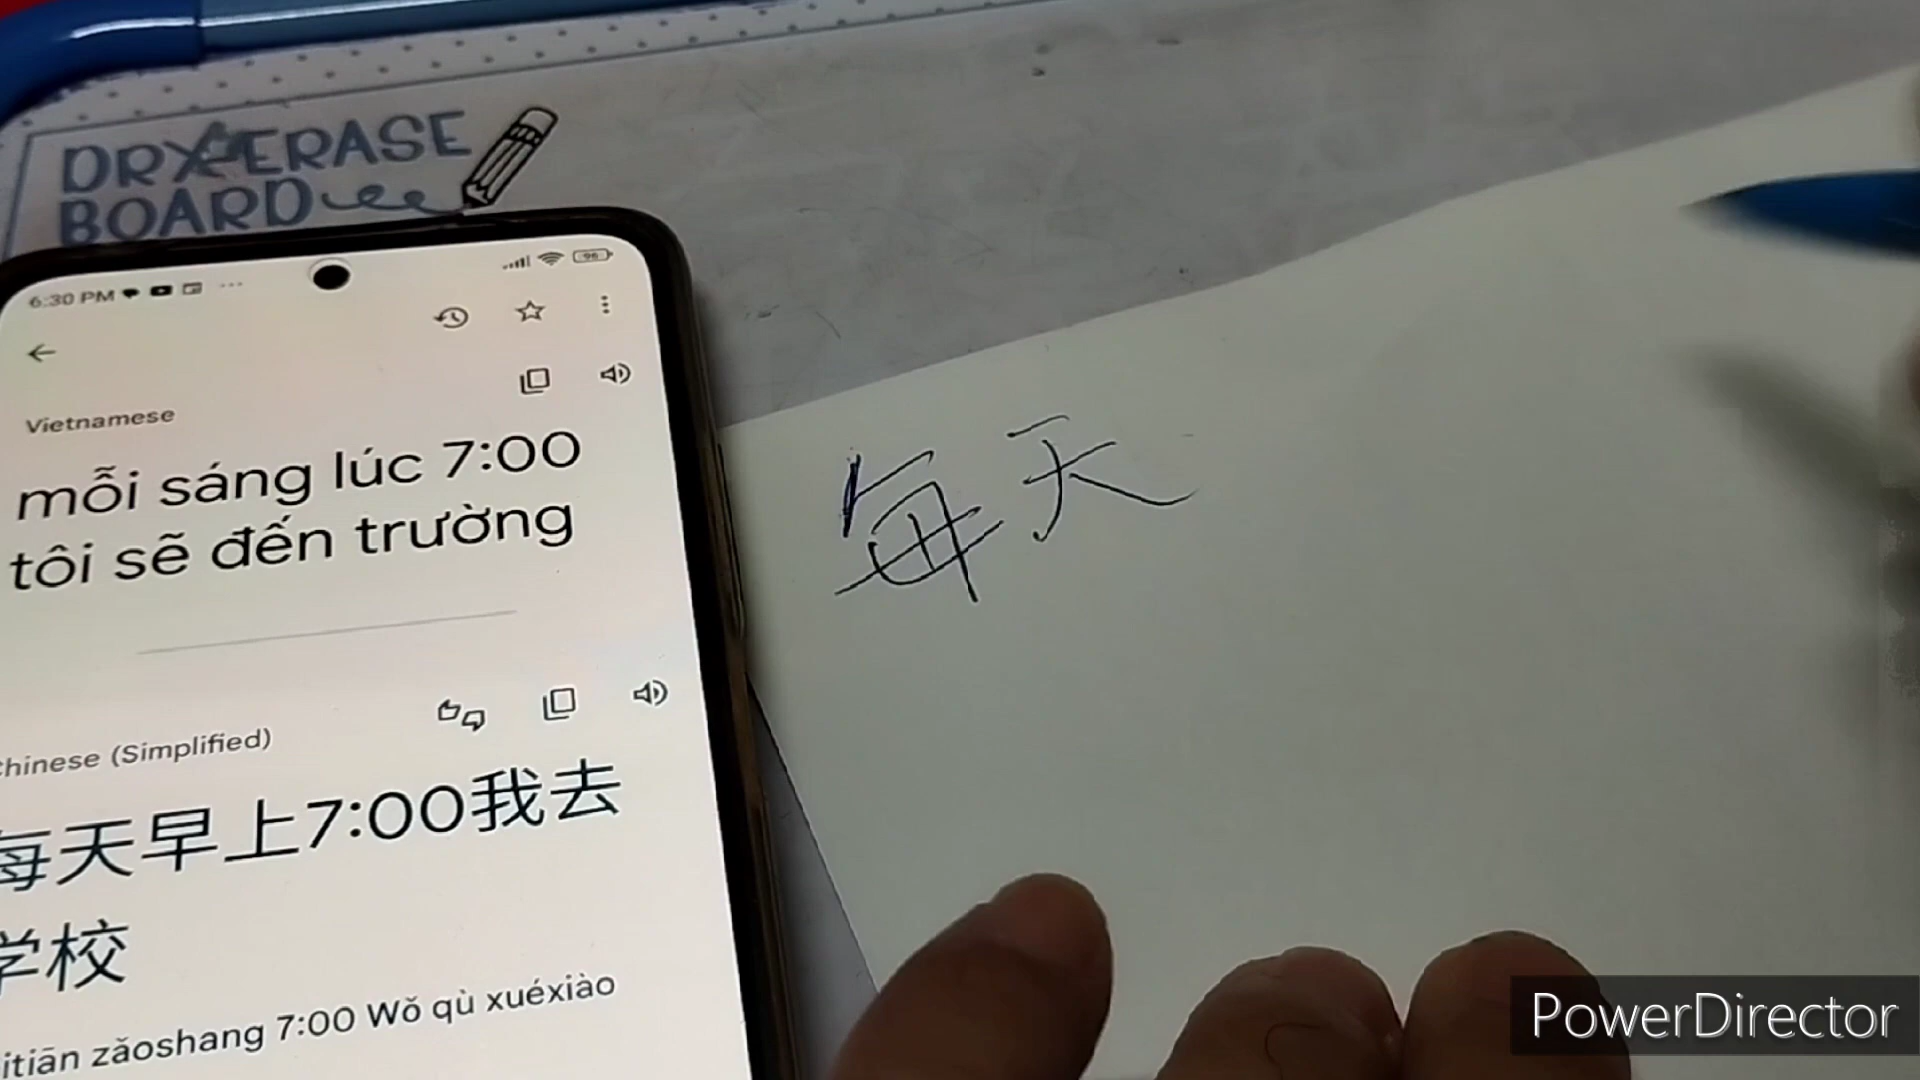 DRY ERASE
BOARD
6:30 PM
96
Vietnamese
mỗi sáng lúc 7:00
tôi sẽ đến trường
Chinese (Simplified)
每天早上7:00我去
学校
itiān zǎoshang 7:00 Wǒ qù xuéxiào
每天
PowerDirector